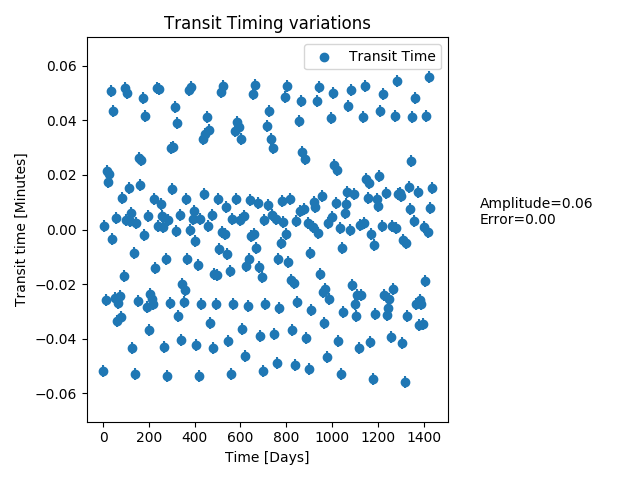 Transit Timing variations
Transit Time
0.06
0.04
0.02
0.00
−0.02
−0.04
−0.06
Transit time [Minutes]
0 200 400 600 800 1000 1200 1400
Time [Days]
Amplitude=0.06
Error=0.00